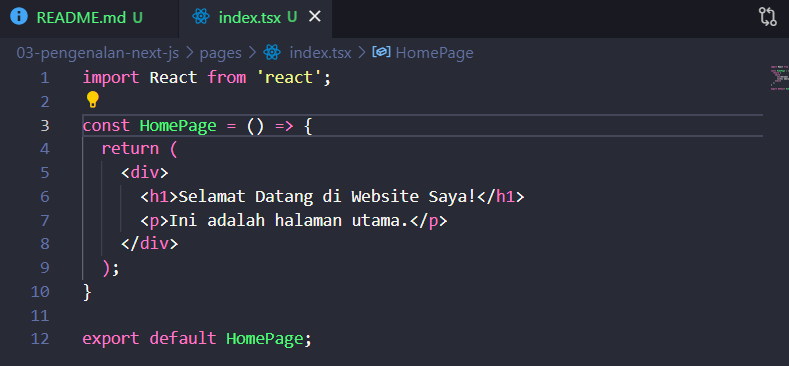 README.md U index.tsx U
03-pengenalan-next-js > pages > index.tsx > HomePage
1 import React from 'react';
2
3 const HomePage = () => {
4 return (
5 <div>
6 <h1>Selamat Datang di Website Saya!</h1>
7 <p>Ini adalah halaman utama.</p>
8 </div>
9 );
10 }
11
12 export default HomePage;